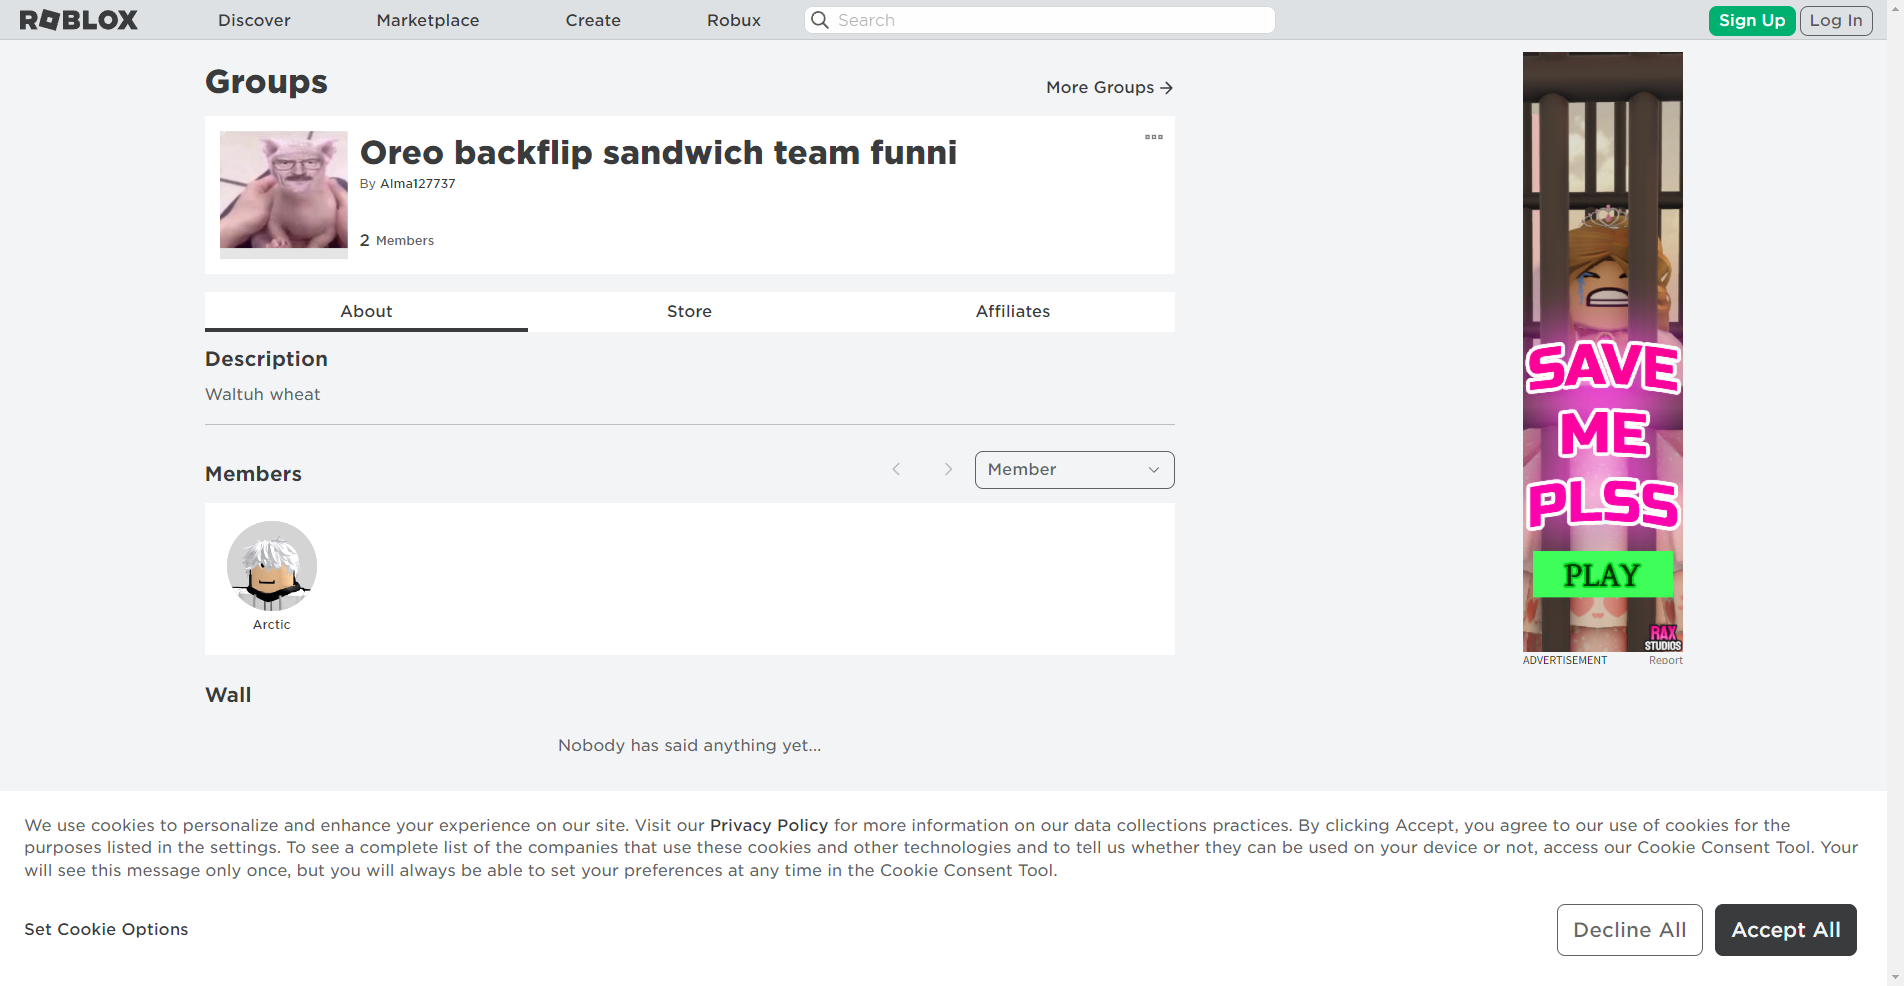 ROBLOX
Discover
Marketplace
Create
Robux
Search
Sign Up
Log In
Groups
More Groups
Oreo backflip sandwich team funni
By Alma127737
2 Members
About
Store
Affiliates
Description
Waltuh wheat
Members
Member
Arctic
Wall
Nobody has said anything yet...
SAVE
ME
PLSS
PLAY
RAX
STUDIOS
ADVERTISEMENT
Report
We use cookies to personalize and enhance your experience on our site. Visit our Privacy Policy for more information on our data collections practices. By clicking Accept, you agree to our use of cookies for the
purposes listed in the settings. To see a complete list of the companies that use these cookies and other technologies and to tell us whether they can be used on your device or not, access our Cookie Consent Tool. Your
will see this message only once, but you will always be able to set your preferences at any time in the Cookie Consent Tool.
Set Cookie Options
Decline All
Accept All